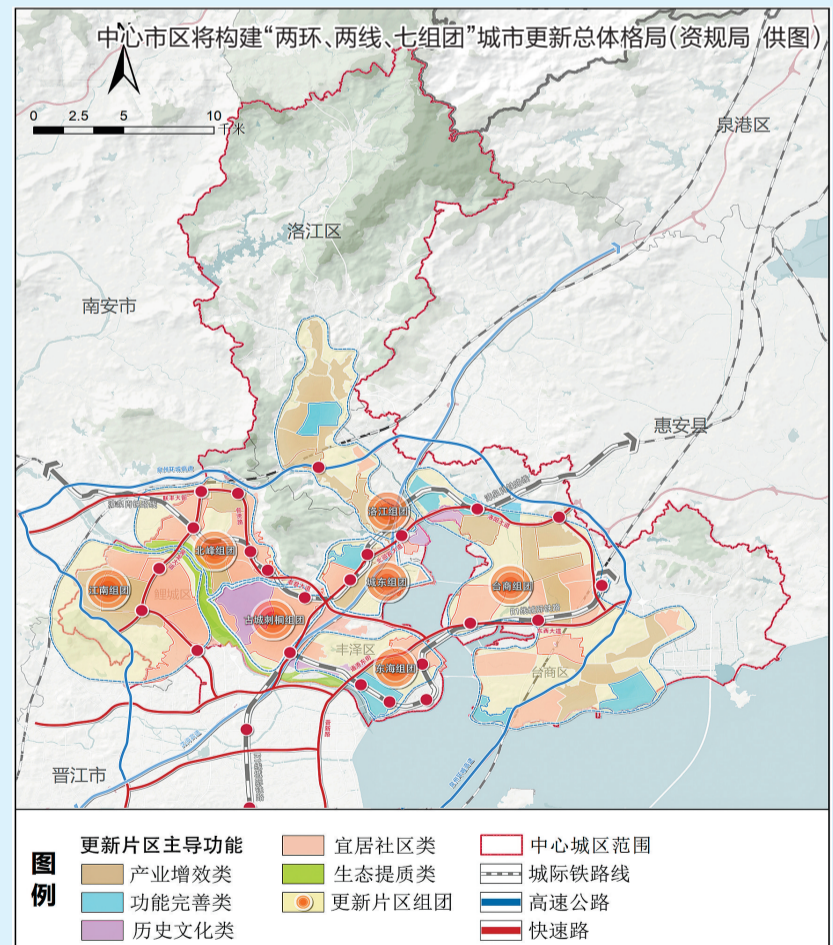 中心市区将构建“两环、两线、七组团”城市更新总体格局(资规局 供图)
N
0 2.5 5 10
千米
泉港区
洛江区
南安市
惠安县
洛江组团
北峰组团
城东组团
台商组团
江南组团
鲤城区
古城刺桐组团
丰泽区
东海组团
台商区
晋江市
图例
更新片区主导功能
产业增效类
功能完善类
历史文化类
宜居社区类
生态提质类
更新片区组团
中心城区范围
城际铁路线
高速公路
快速路